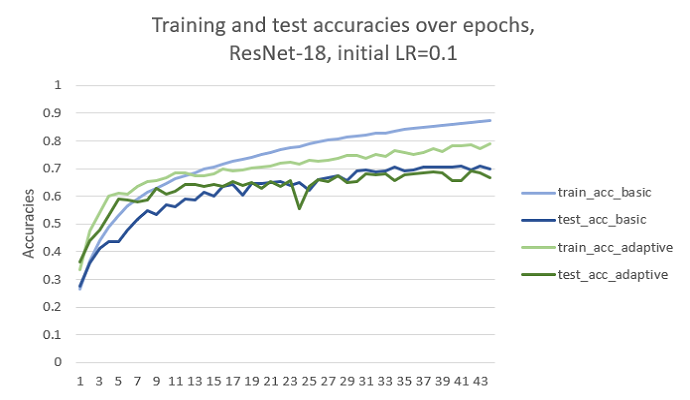 Training and test accuracies over epochs,
ResNet-18, initial LR=0.1
1
0.9
0.8
0.7
0.6
0.5
0.4
0.3
0.2
0.1
0
Accuracies
1 3 5 7 9 11 13 15 17 19 21 23 25 27 29 31 33 35 37 39 41 43
train_acc_basic
test_acc_basic
train_acc_adaptive
test_acc_adaptive